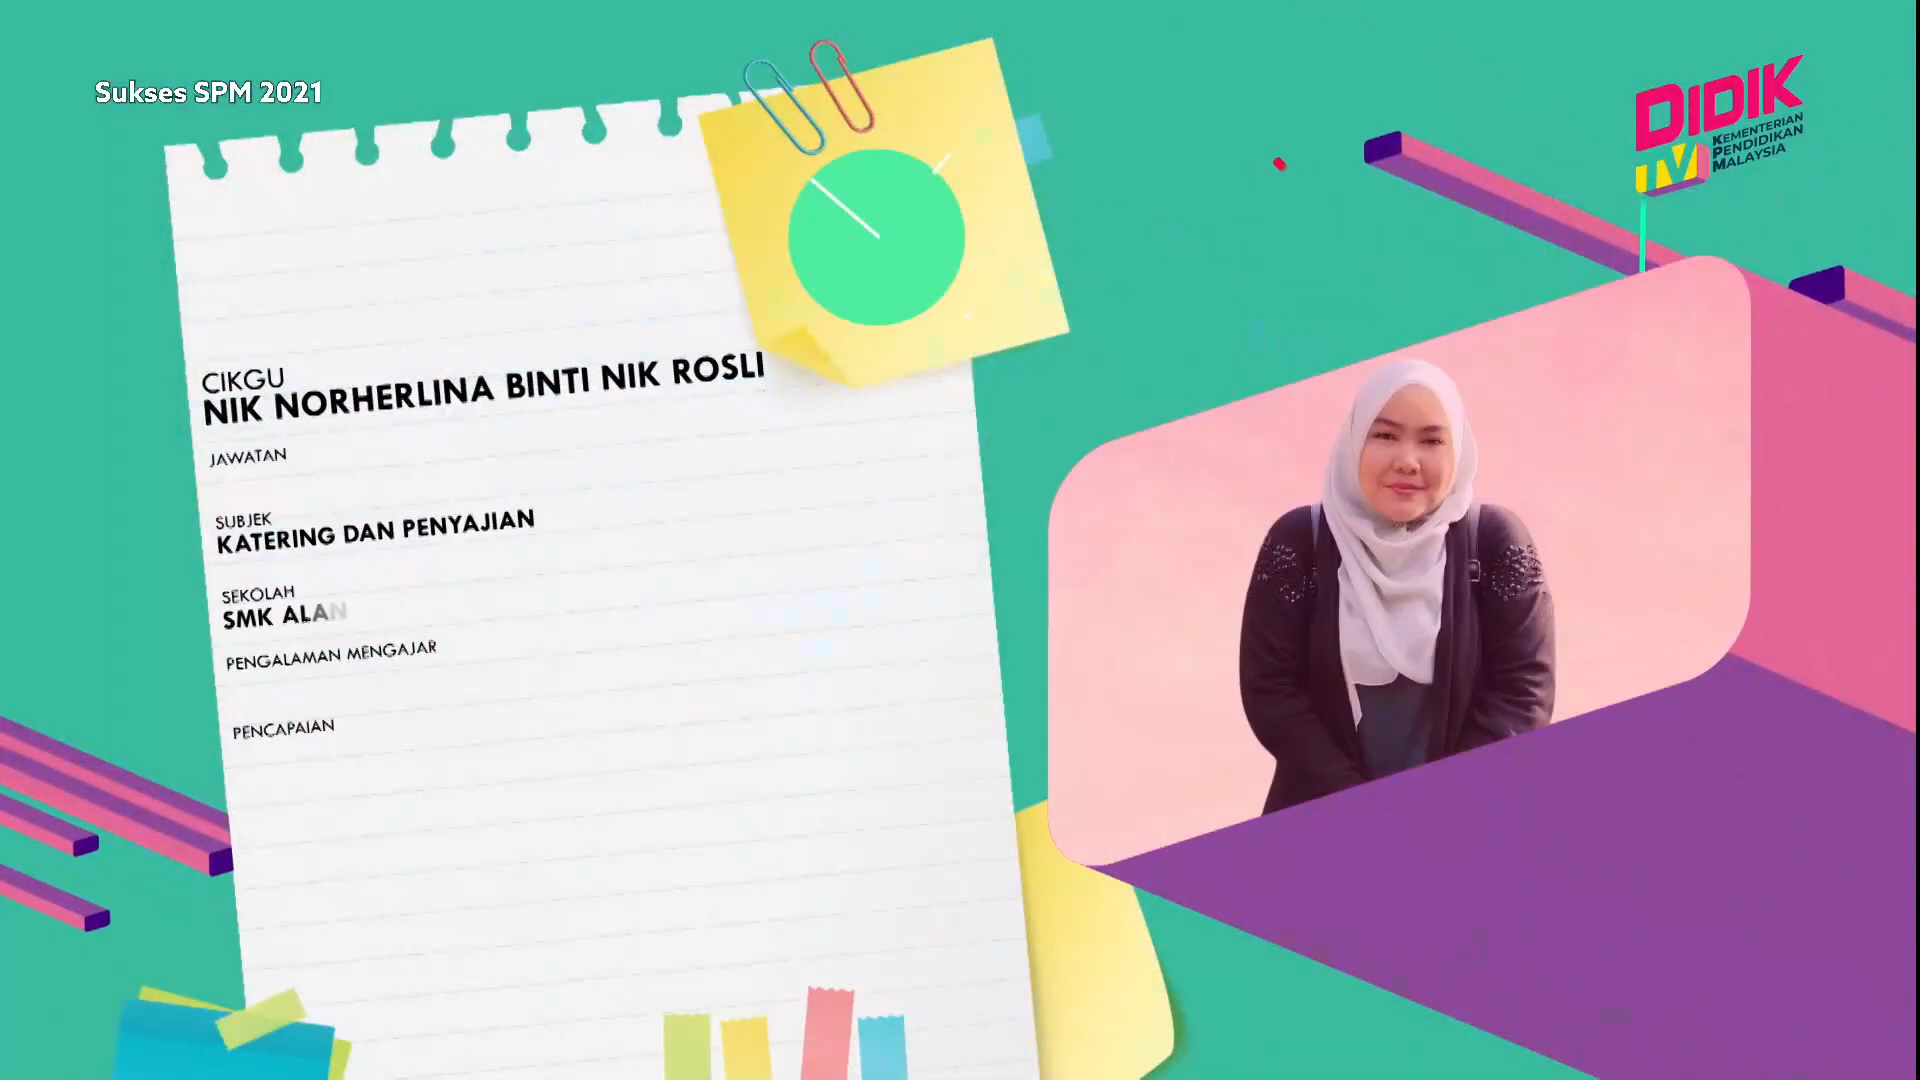 Sukses SPM 2021
DIDIK
TV
KEMENTERIAN
PENDIDIKAN
MALAYSIA
CIKGU
NIK NORHERLINA BINTI NIK ROSLI
JAWATAN
SUBJEK
KATERING DAN PENYAJIAN
SEKOLAH
SMK ALAN
PENGALAMAN MENGAJAR
PENCAPAIAN